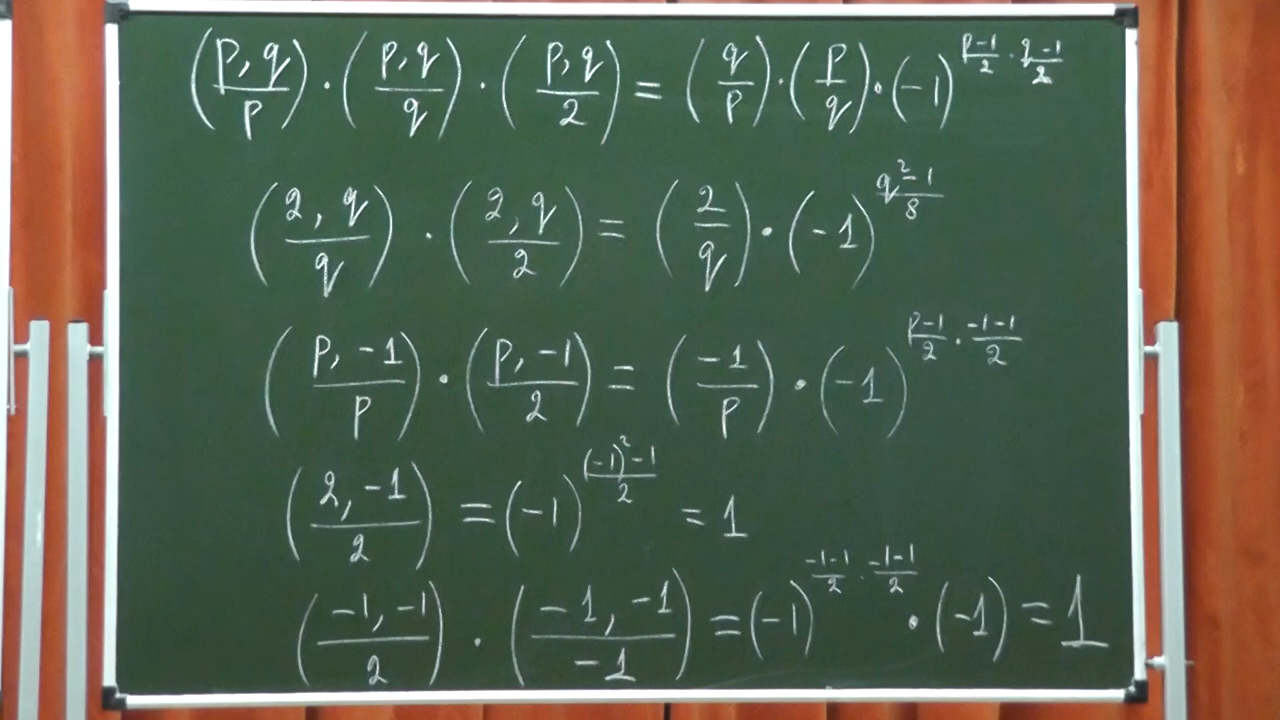 (p,q/p)·(p,q/q)·(p,q/2) = (q/p)·(p/q)·(-1)^{p-1/2 · q-1/2}
(2,q/q)·(2,q/2) = (2/q)·(-1)^{q²-1/8}
(p,-1/p)·(p,-1/2) = (-1/p)·(-1)^{p-1/2 · -1-1/2}
(2,-1/2) = (-1)^{(-1)²-1/2} = 1
(-1,-1/2)·(-1,-1/-1) = (-1)^{-1-1/2 · -1-1/2}·(-1) = 1